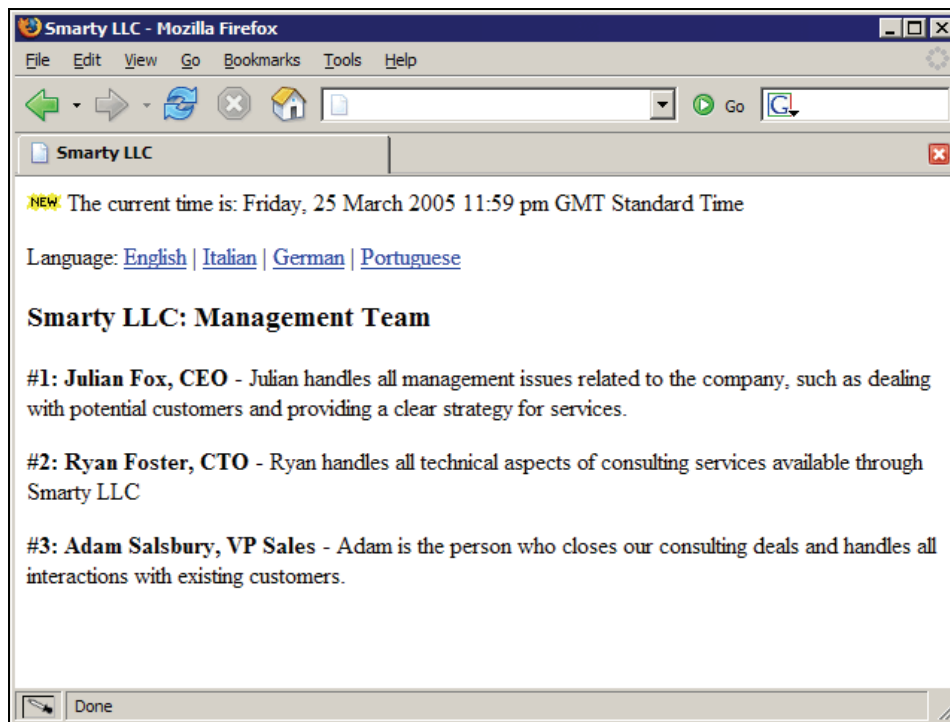 Smarty LLC - Mozilla Firefox
File Edit View Go Bookmarks Tools Help
Go G
Smarty LLC
NEW The current time is: Friday, 25 March 2005 11:59 pm GMT Standard Time
Language: English | Italian | German | Portuguese
Smarty LLC: Management Team
#1: Julian Fox, CEO - Julian handles all management issues related to the company, such as dealing
with potential customers and providing a clear strategy for services.
#2: Ryan Foster, CTO - Ryan handles all technical aspects of consulting services available through
Smarty LLC
#3: Adam Salsbury, VP Sales - Adam is the person who closes our consulting deals and handles all
interactions with existing customers.
Done